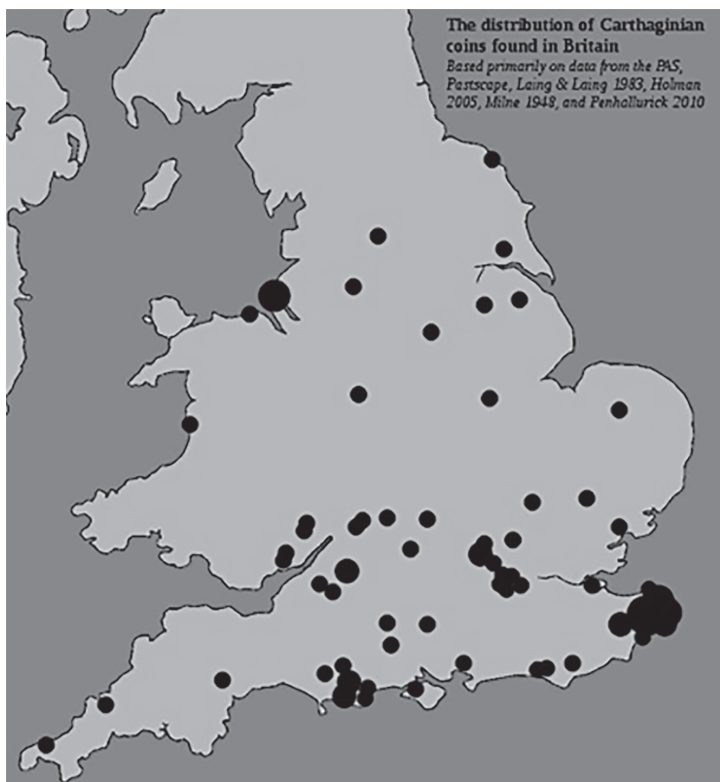 The distribution of Carthaginian
coins found in Britain
Based primarily on data from the PAS,
Pastscape, Laing & Laing 1983, Holman
2005, Milne 1948, and Penhallurick 2010